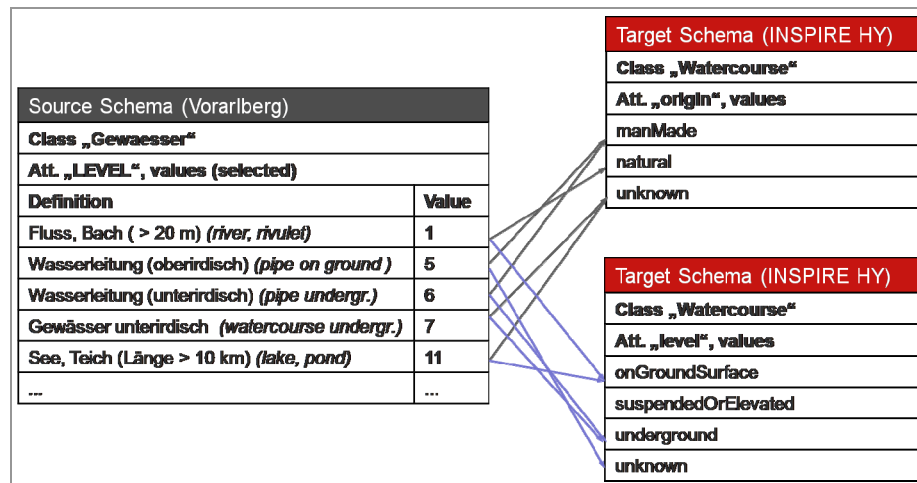 Source Schema (Vorarlberg)
Class „Gewaesser“
Att. „LEVEL“, values (selected)
Definition Value
Fluss, Bach ( > 20 m) (river, rivulet) 1
Wasserleitung (oberirdisch) (pipe on ground ) 5
Wasserleitung (unterirdisch) (pipe undergr.) 6
Gewässer unterirdisch (watercourse undergr.) 7
See, Teich (Länge > 10 km) (lake, pond) 11
... ...
Target Schema (INSPIRE HY)
Class „Watercourse“
Att. „origin“, values
manMade
natural
unknown
Target Schema (INSPIRE HY)
Class „Watercourse“
Att. „level“, values
onGroundSurface
suspendedOrElevated
underground
unknown